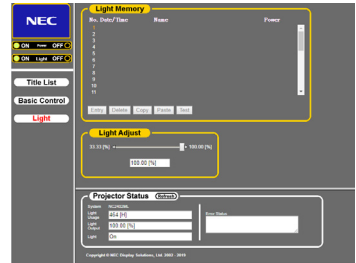 NEC
ON Power OFF
ON Light OFF
Title List
Basic Control
Light
Light Memory
No. Date/Time Name Power
1
2
3
4
5
6
7
8
9
10
11
Entry Delete Copy Paste Test
Light Adjust
33.33 [%] 100.00 [%]
100.00 [%]
Projector Status (Refresh)
System
Light Usage 464 [H]
Error Status
Light Output 100.00 [%]
Light On
Copyright © NEC Display Solutions, Ltd. 2003 - 2019